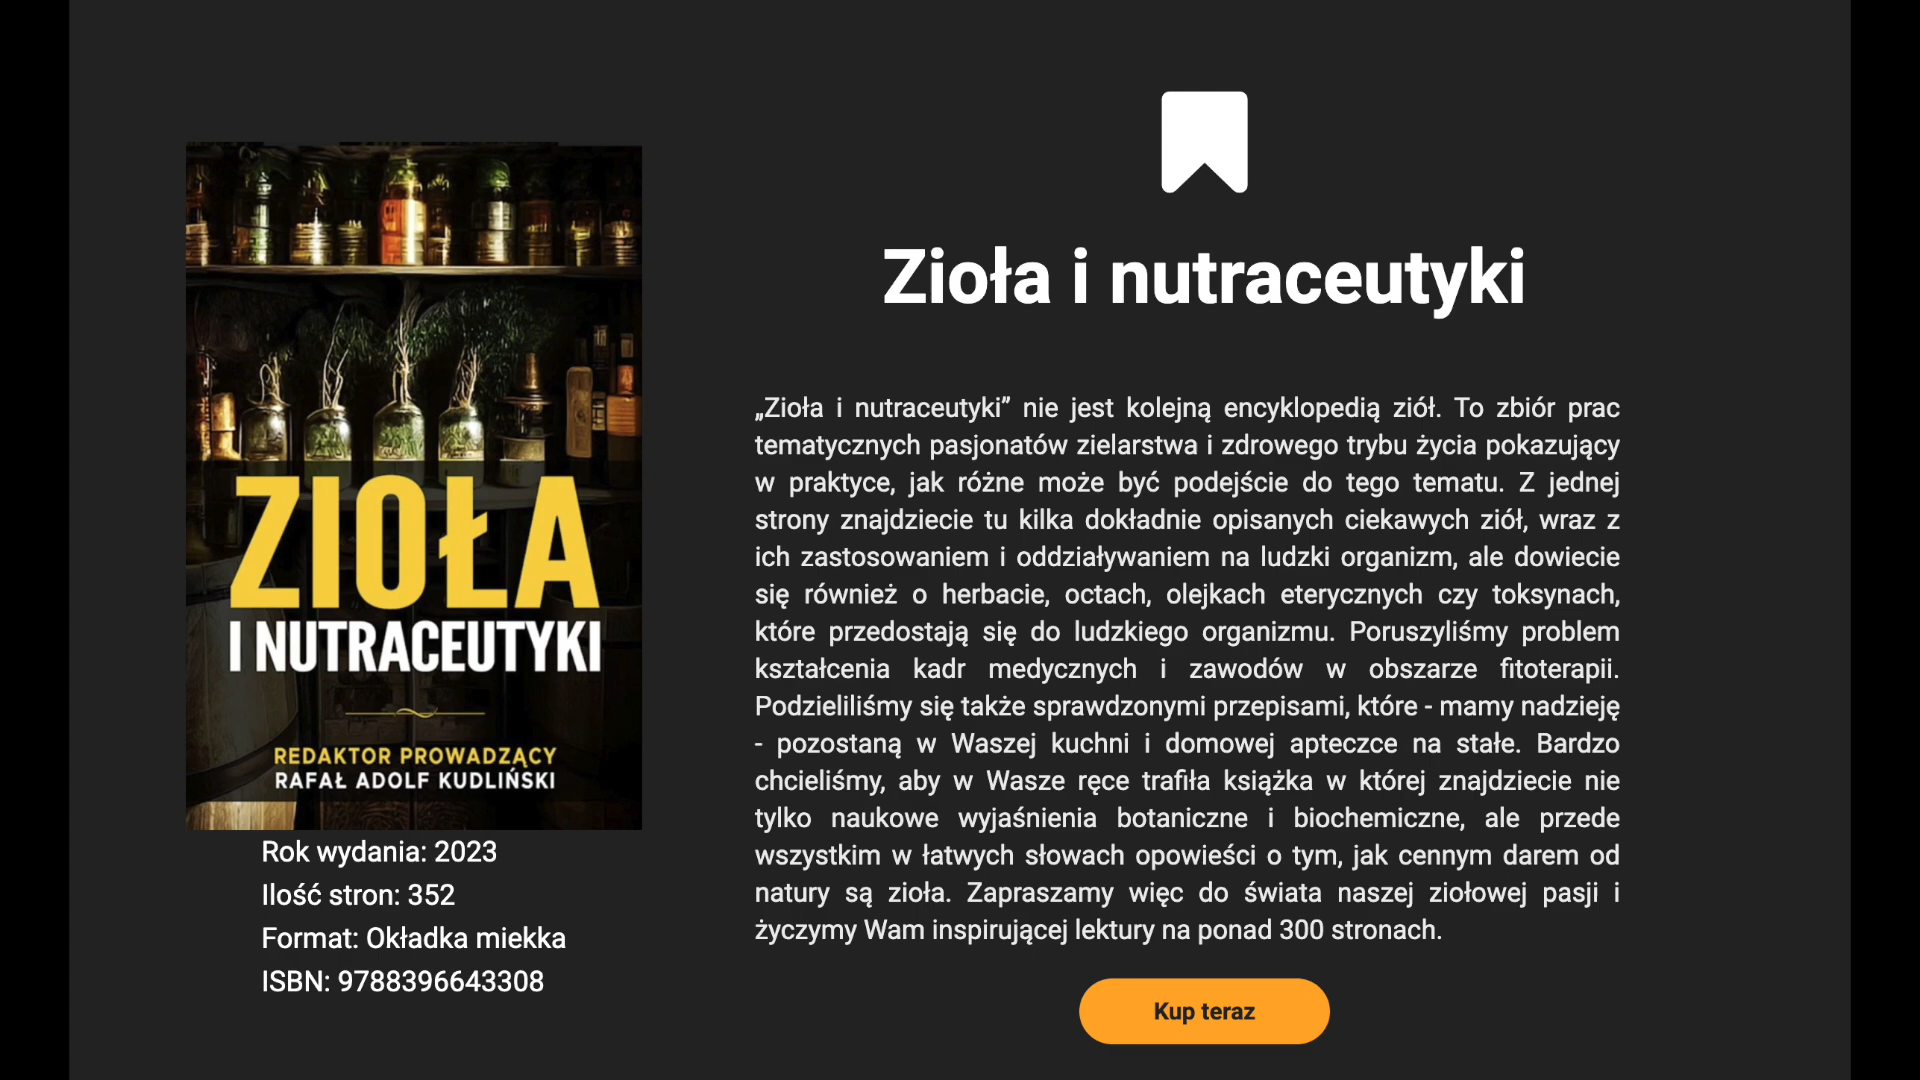 ZIOŁA
I NUTRACEUTYKI
REDAKTOR PROWADZĄCY
RAFAŁ ADOLF KUDLIŃSKI
Rok wydania: 2023
Ilość stron: 352
Format: Okładka miekka
ISBN: 9788396643308
Zioła i nutraceutyki
„Zioła i nutraceutyki” nie jest kolejną encyklopedią ziół. To zbiór prac
tematycznych pasjonatów zielarstwa i zdrowego trybu życia pokazujący
w praktyce, jak różne może być podejście do tego tematu. Z jednej
strony znajdziecie tu kilka dokładnie opisanych ciekawych ziół, wraz z
ich zastosowaniem i oddziaływaniem na ludzki organizm, ale dowiecie
się również o herbacie, octach, olejkach eterycznych czy toksynach,
które przedostają się do ludzkiego organizmu. Poruszyliśmy problem
kształcenia kadr medycznych i zawodów w obszarze fitoterapii.
Podzieliliśmy się także sprawdzonymi przepisami, które - mamy nadzieję
- pozostaną w Waszej kuchni i domowej apteczce na stałe. Bardzo
chcieliśmy, aby w Wasze ręce trafiła książka w której znajdziecie nie
tylko naukowe wyjaśnienia botaniczne i biochemiczne, ale przede
wszystkim w łatwych słowach opowieści o tym, jak cennym darem od
natury są zioła. Zapraszamy więc do świata naszej ziołowej pasji i
życzymy Wam inspirującej lektury na ponad 300 stronach.
Kup teraz